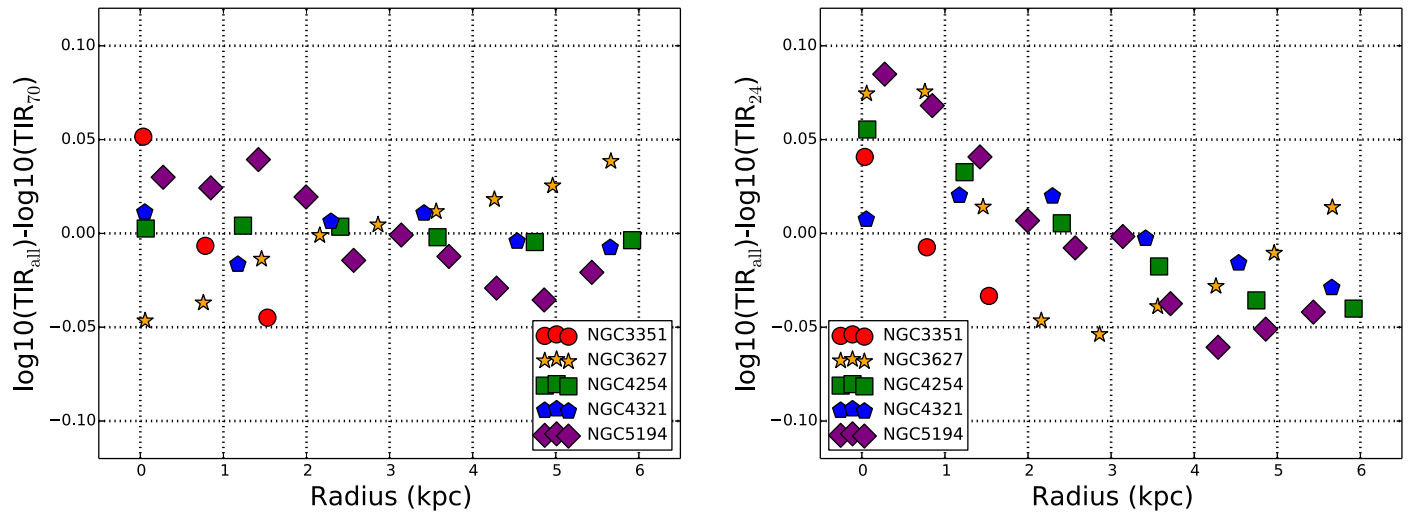 log10(TIR_all)-log10(TIR_70)
0.10
0.05
0.00
−0.05
−0.10
0 1 2 3 4 5 6
Radius (kpc)
NGC3351
NGC3627
NGC4254
NGC4321
NGC5194
log10(TIR_all)-log10(TIR_24)
0.10
0.05
0.00
−0.05
−0.10
0 1 2 3 4 5 6
Radius (kpc)
NGC3351
NGC3627
NGC4254
NGC4321
NGC5194